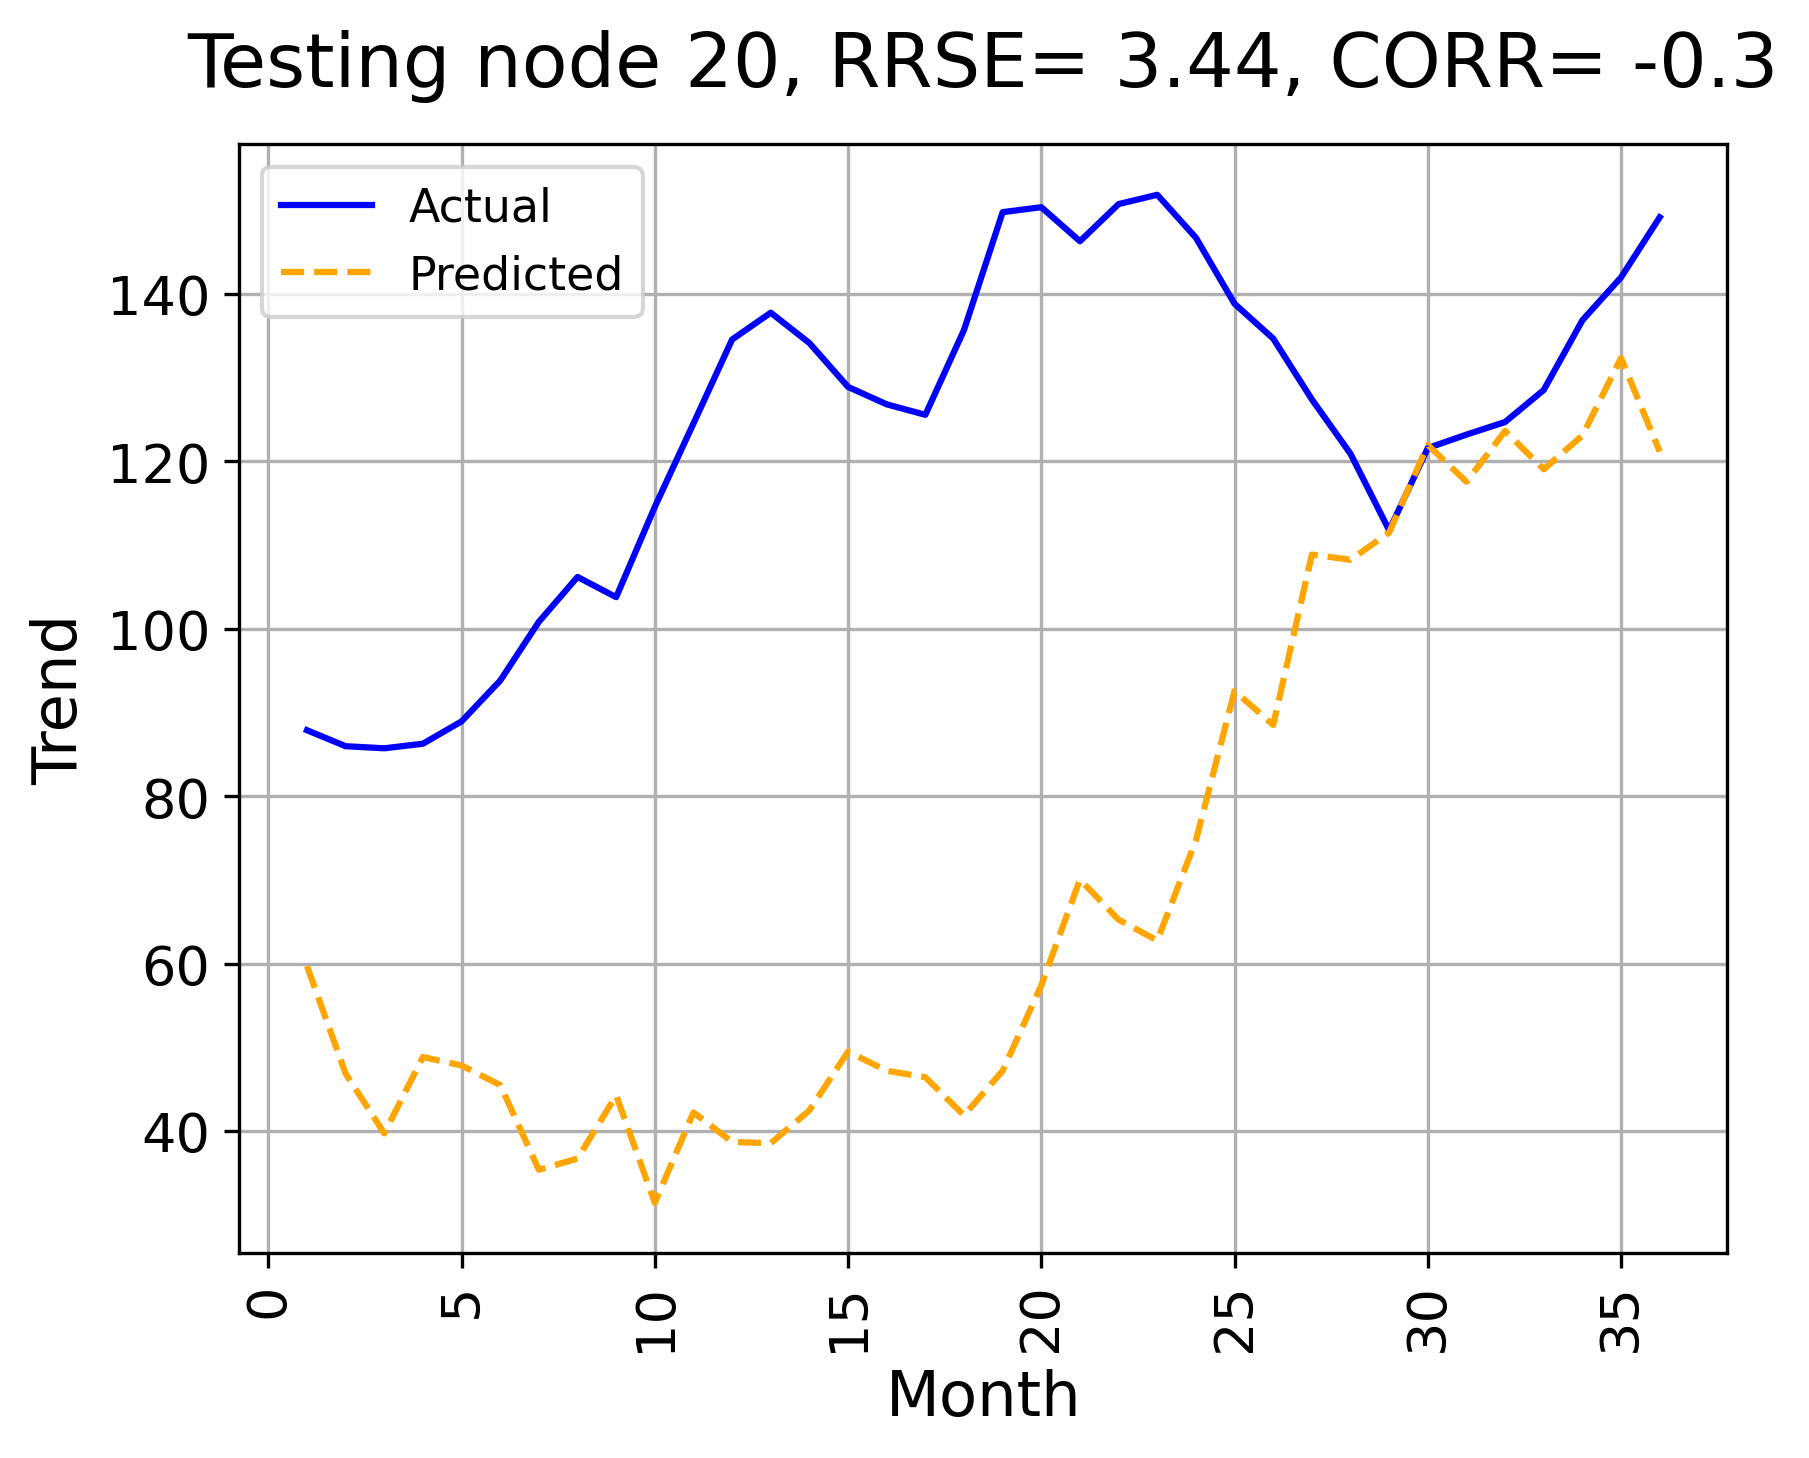 Testing node 20, RRSE= 3.44, CORR= -0.3
Actual
Predicted
Trend
140
120
100
80
60
40
0 5 10 15 20 25 30 35
Month